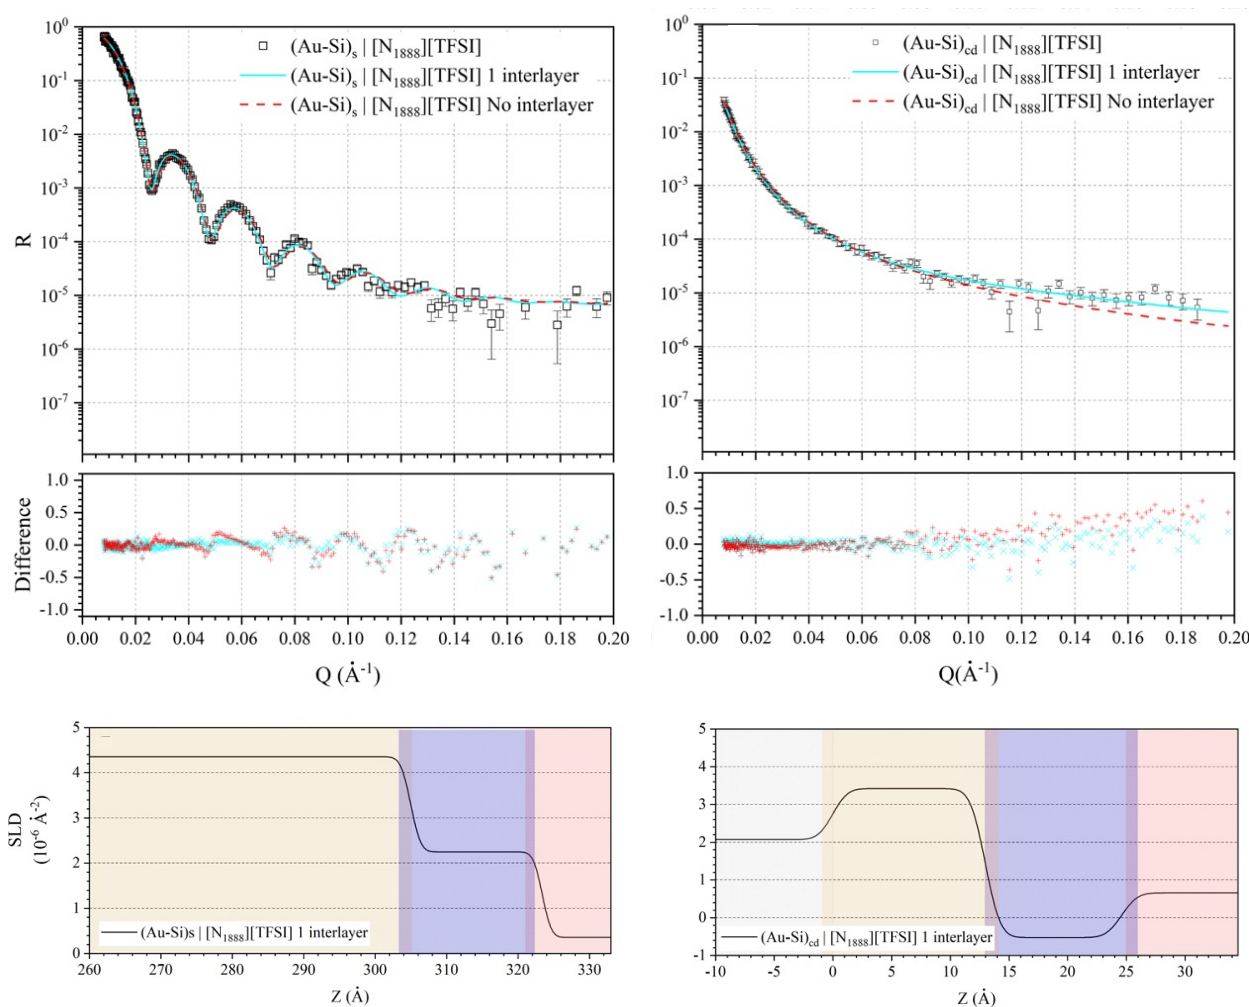 (Au-Si)s | [N1888][TFSI]
(Au-Si)s | [N1888][TFSI] 1 interlayer
(Au-Si)s | [N1888][TFSI] No interlayer
R
10^0
10^-1
10^-2
10^-3
10^-4
10^-5
10^-6
10^-7
Difference
1.0
0.5
0.0
-0.5
-1.0
0.00 0.02 0.04 0.06 0.08 0.10 0.12 0.14 0.16 0.18 0.20
Q (Å^-1)
(Au-Si)cd | [N1888][TFSI]
(Au-Si)cd | [N1888][TFSI] 1 interlayer
(Au-Si)cd | [N1888][TFSI] No interlayer
10^0
10^-1
10^-2
10^-3
10^-4
10^-5
10^-6
10^-7
1.0
0.5
0.0
-0.5
-1.0
0.00 0.02 0.04 0.06 0.08 0.10 0.12 0.14 0.16 0.18 0.20
Q(Å^-1)
SLD
(10^-6 Å^-2)
5
4
3
2
1
0
(Au-Si)s | [N1888][TFSI] 1 interlayer
260 270 280 290 300 310 320 330
Z (Å)
5
4
3
2
1
0
-1
(Au-Si)cd | [N1888][TFSI] 1 interlayer
-10 -5 0 5 10 15 20 25 30
Z (Å)